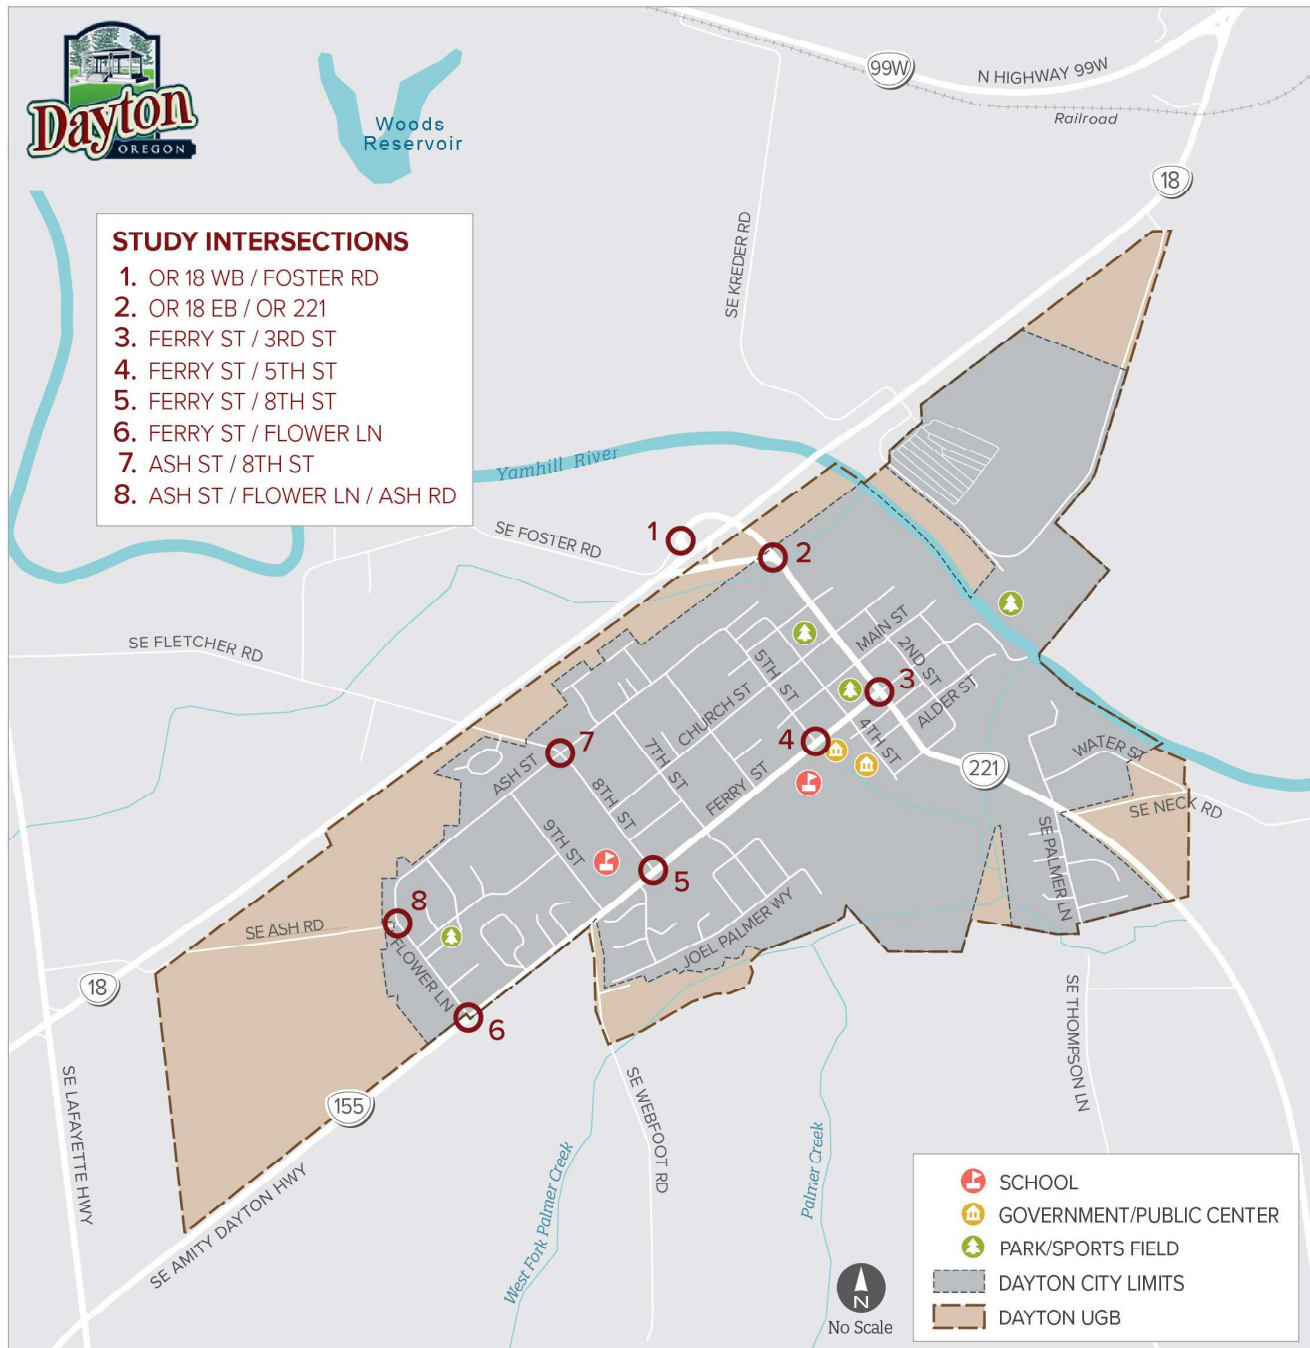 Dayton
OREGON
Woods
Reservoir
99W
N HIGHWAY 99W
Railroad
18
SE KREDER RD
STUDY INTERSECTIONS
1. OR 18 WB / FOSTER RD
2. OR 18 EB / OR 221
3. FERRY ST / 3RD ST
4. FERRY ST / 5TH ST
5. FERRY ST / 8TH ST
6. FERRY ST / FLOWER LN
7. ASH ST / 8TH ST
8. ASH ST / FLOWER LN / ASH RD
Yamhill River
SE FOSTER RD
1
2
SE FLETCHER RD
MAIN ST
2ND ST
5TH ST
3
CHURCH ST
ALDER ST
4TH ST
4
7
7TH ST
WATER ST
ASH ST
FERRY ST
221
8TH ST
SE NECK RD
9TH ST
SE PALMER LN
5
8
SE ASH RD
JOEL PALMER WY
FLOWER LN
18
6
SE THOMPSON LN
SE LAFAYETTE HWY
155
SE WEBFOOT RD
SE AMITY DAYTON HWY
West Fork Palmer Creek
Palmer Creek
N
No Scale
SCHOOL
GOVERNMENT/PUBLIC CENTER
PARK/SPORTS FIELD
DAYTON CITY LIMITS
DAYTON UGB